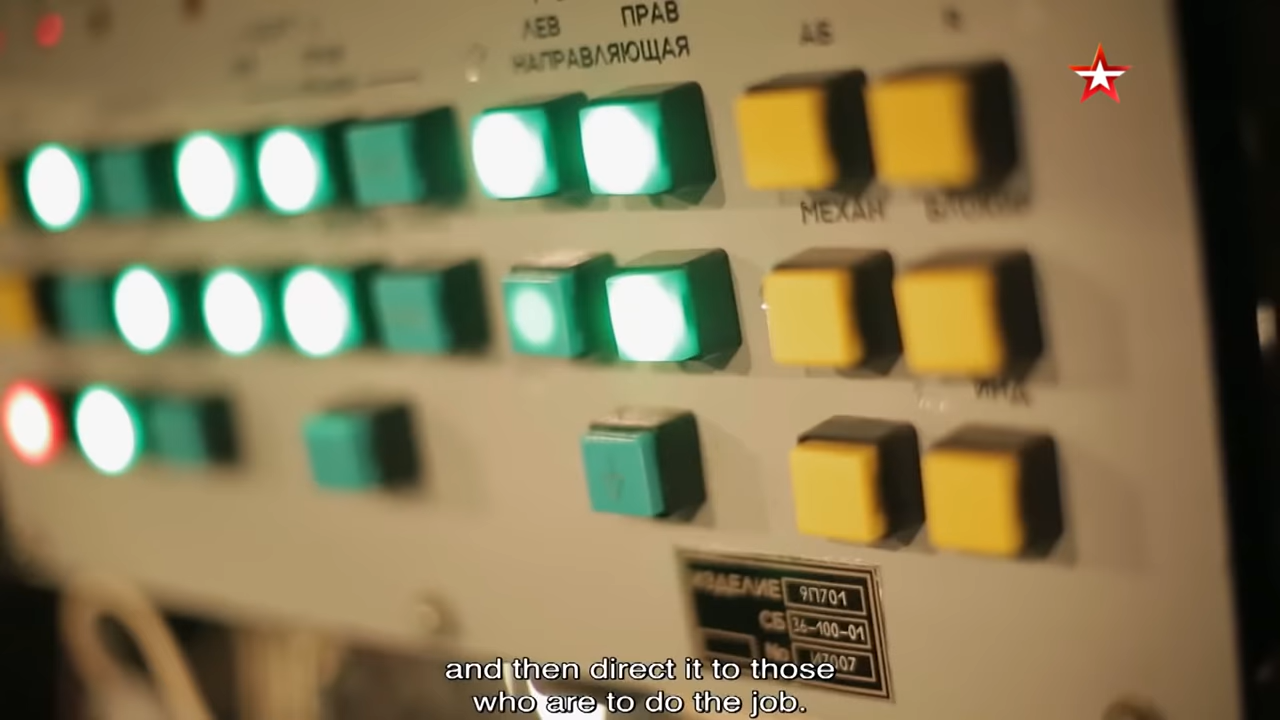 ЛЕВ ПРАВ
НАПРАВЛЯЮЩАЯ
АБ
МЕХАН
ИНД
ИЗДЕЛИЕ 9П701
СБ 36-100-01
No
and then direct it to those
who are to do the job.